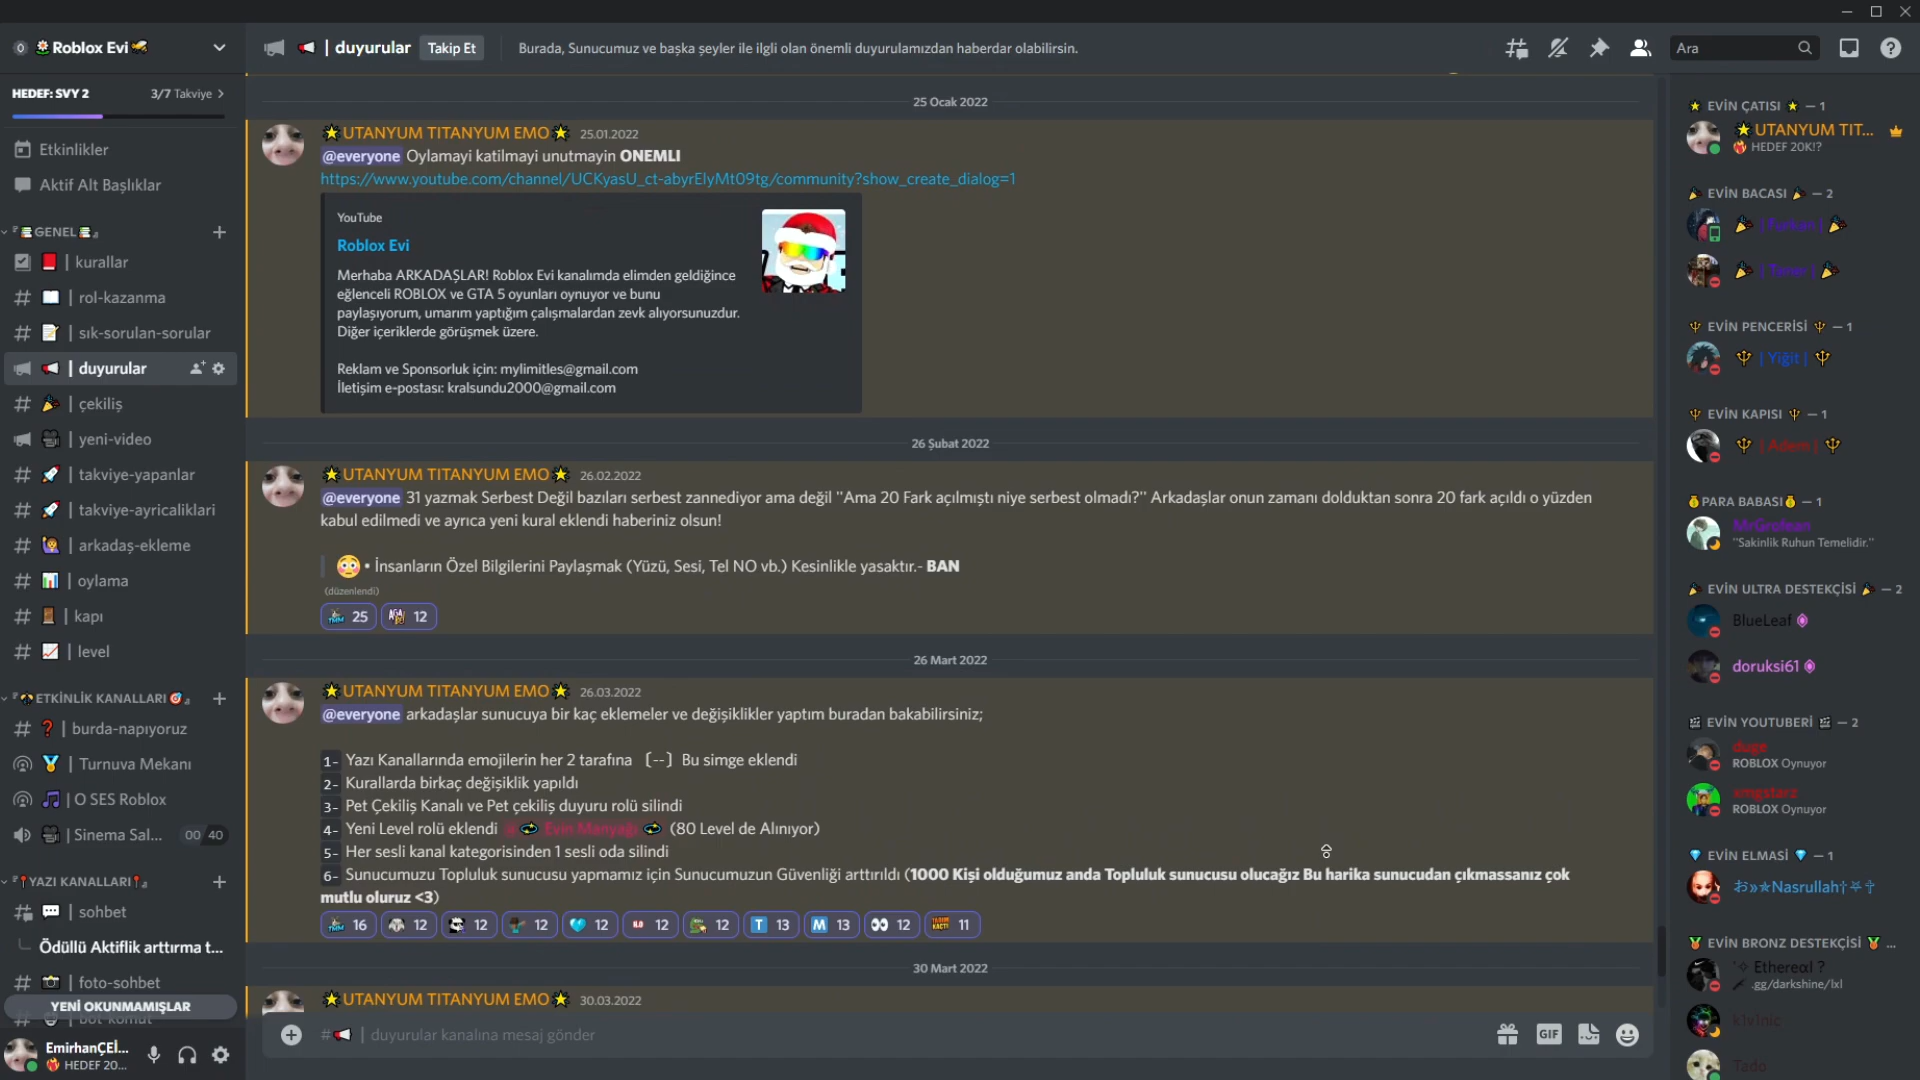 Roblox Evi
| duyurular
Takip Et
Burada, Sunucumuz ve başka şeyler ile ilgli olan önemli duyurulamızdan haberdar olabilirsin.
Ara
HEDEF: SVY 2
3/7 Takviye
Etkinlikler
Aktif Alt Başlıklar
GENEL
| kurallar
| rol-kazanma
| sık-sorulan-sorular
| duyurular
| çekiliş
| yeni-video
| takviye-yapanlar
| takviye-ayricaliklari
| arkadaş-ekleme
| oylama
| kapı
| level
ETKİNLİK KANALLARI
| burda-napıyoruz
| Turnuva Mekanı
| O SES Roblox
| Sinema Sal...
00 40
YAZI KANALLARI
| sohbet
Ödüllü Aktiflik arttırma t...
| foto-sohbet
YENİ OKUNMAMIŞLAR
| bot-komut
EmirhanÇEİ...
HEDEF 20...
25 Ocak 2022
UTANYUM TITANYUM EMO 25.01.2022
@everyone Oylamayi katilmayi unutmayin ONEMLI
https://www.youtube.com/channel/UCKyasU_ct-abyrElyMt09tg/community?show_create_dialog=1
YouTube
Roblox Evi
Merhaba ARKADAŞLAR! Roblox Evi kanalımda elimden geldiğince
eğlenceli ROBLOX ve GTA 5 oyunları oynuyor ve bunu
paylaşıyorum, umarım yaptığım çalışmalardan zevk alıyorsunuzdur.
Diğer içeriklerde görüşmek üzere.
Reklam ve Sponsorluk için: mylimitles@gmail.com
İletişim e-postası: kralsundu2000@gmail.com
26 Şubat 2022
UTANYUM TITANYUM EMO 26.02.2022
@everyone 31 yazmak Serbest Değil bazıları serbest zannediyor ama değil "Ama 20 Fark açılmıştı niye serbest olmadı?" Arkadaşlar onun zamanı dolduktan sonra 20 fark açıldı o yüzden
kabul edilmedi ve ayrıca yeni kural eklendi haberiniz olsun!
• İnsanların Özel Bilgilerini Paylaşmak (Yüzü, Sesi, Tel NO vb.) Kesinlikle yasaktır.- BAN
(düzenlendi)
25 12
26 Mart 2022
UTANYUM TITANYUM EMO 26.03.2022
@everyone arkadaşlar sunucuya bir kaç eklemeler ve değişiklikler yaptım buradan bakabilirsiniz;
1- Yazı Kanallarında emojilerin her 2 tarafına 〔--〕 Bu simge eklendi
2- Kurallarda birkaç değişiklik yapıldı
3- Pet Çekiliş Kanalı ve Pet çekiliş duyuru rolü silindi
4- Yeni Level rolü eklendi Evin Manyağı (80 Level de Alınıyor)
5- Her sesli kanal kategorisinden 1 sesli oda silindi
6- Sunucumuzu Topluluk sunucusu yapmamız için Sunucumuzun Güvenliği arttırıldı (1000 Kişi olduğumuz anda Topluluk sunucusu olucağız Bu harika sunucudan çıkmassanız çok
mutlu oluruz <3)
16 12 12 12 12 12 12 T 13 M 13 12 11
30 Mart 2022
UTANYUM TITANYUM EMO 30.03.2022
# | duyurular kanalına mesaj gönder
GIF
EVİN ÇATISI — 1
UTANYUM TIT...
HEDEF 20K!?
EVİN BACASI — 2
| Furkan |
| Taner |
EVİN PENCERİSİ — 1
| Yiğit |
EVİN KAPISI — 1
| Adem |
PARA BABASI — 1
MrGrofean
"Sakinlik Ruhun Temelidir."
EVİN ULTRA DESTEKÇİSİ — 2
BlueLeaf
doruksi61
EVİN YOUTUBERİ — 2
duge
ROBLOX Oynuyor
xmgstarz
ROBLOX Oynuyor
EVİN ELMASİ — 1
Nasrullah
EVİN BRONZ DESTEKÇİSİ ...
Ethereαl ?
.gg/darkshine/lxl
klvinic
Tado